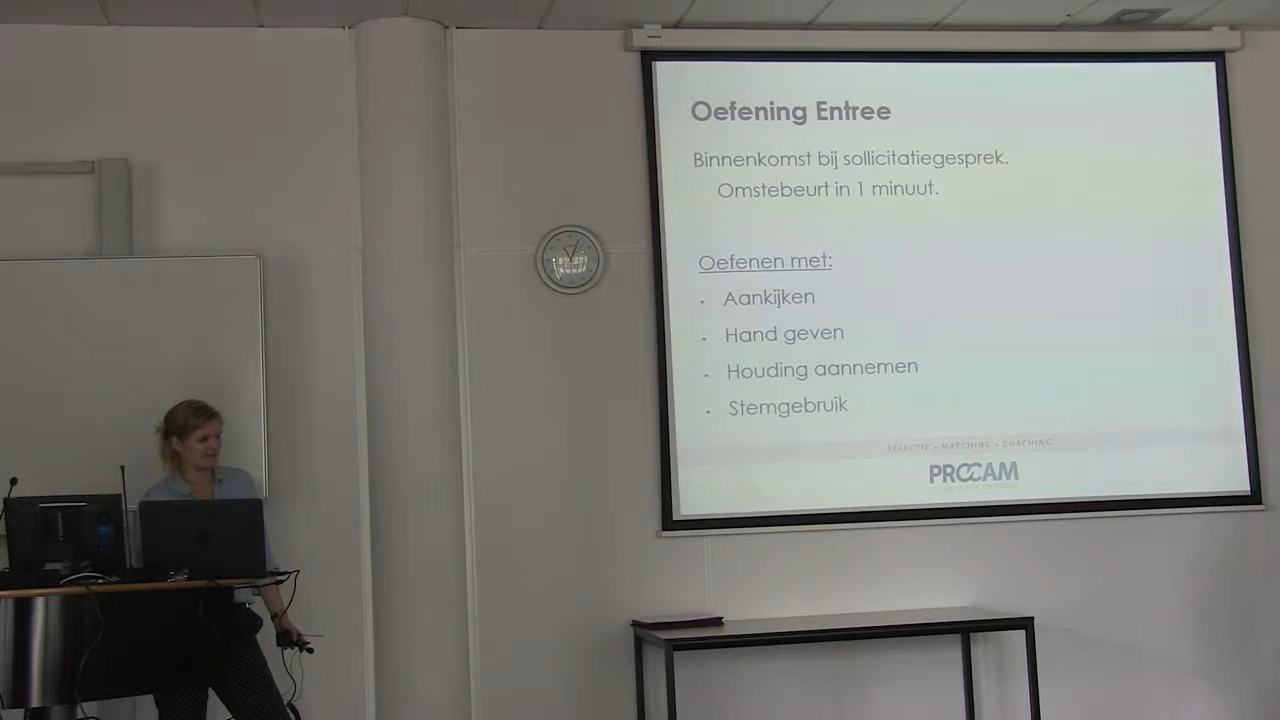 Oefening Entree
Binnenkomst bij sollicitatiegesprek.
Omstebeurt in 1 minuut.
Oefenen met:
• Aankijken
• Hand geven
• Houding aannemen
• Stemgebruik
SELECTIE • MATCHING • COACHING
PROCAM